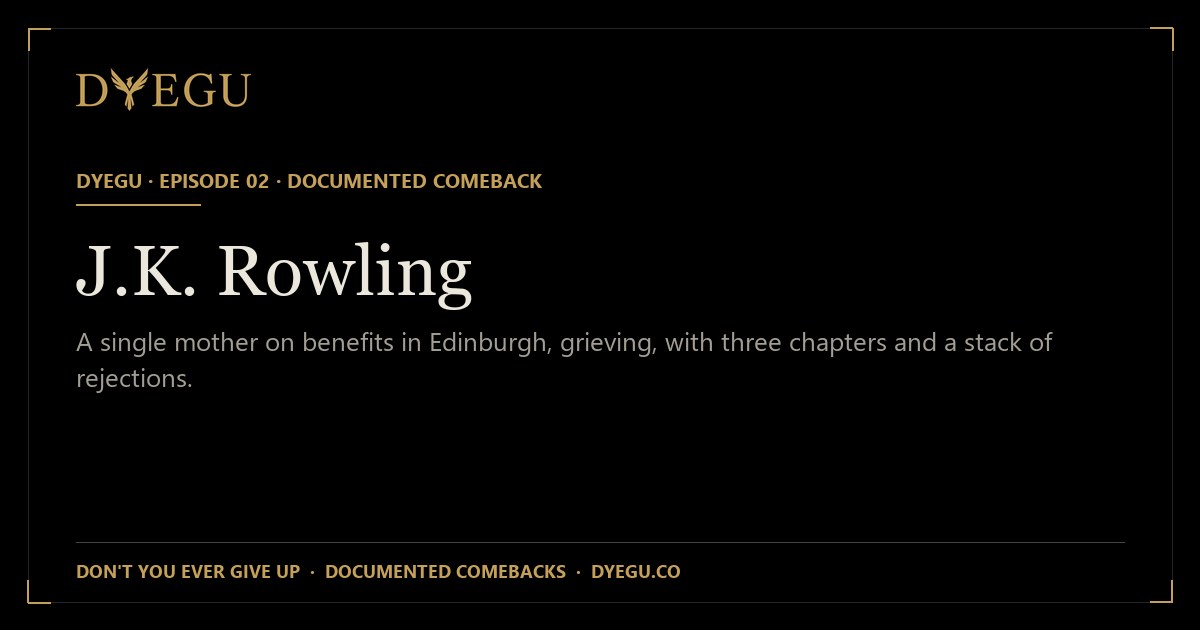 DYEGU
DYEGU · EPISODE 02 · DOCUMENTED COMEBACK
J.K. Rowling
A single mother on benefits in Edinburgh, grieving, with three chapters and a stack of
rejections.
DON'T YOU EVER GIVE UP · DOCUMENTED COMEBACKS · DYEGU.CO